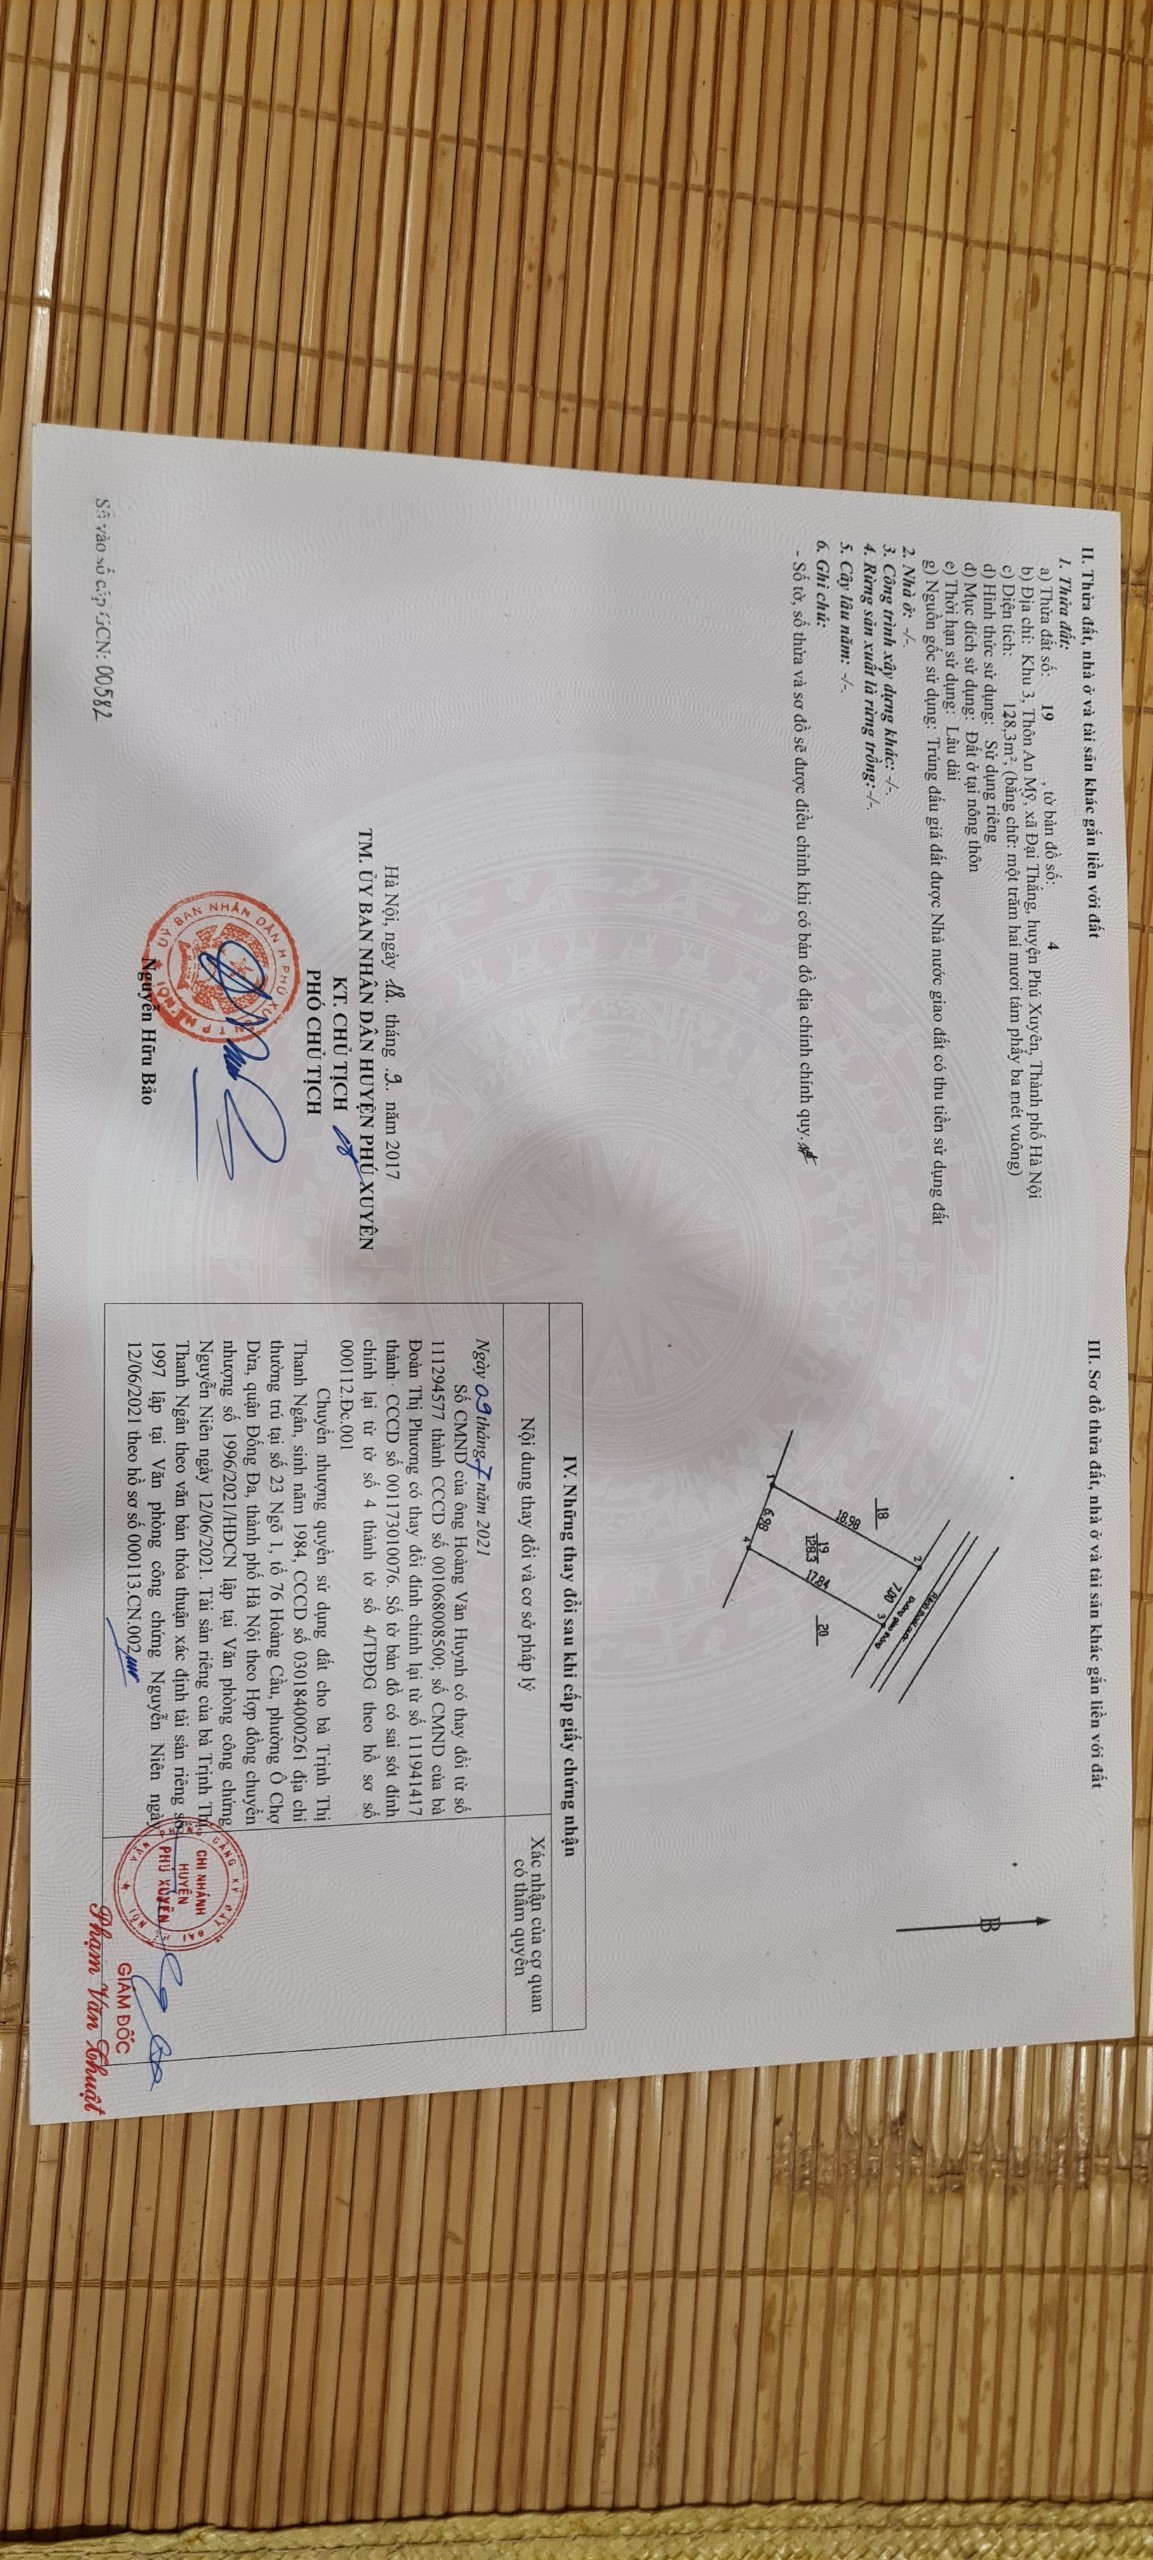 II. Thửa đất, nhà ở và tài sản khác gắn liền với đất
1. Thửa đất:
a) Thửa đất số: 19 , tờ bản đồ số: 4
b) Địa chỉ: Khu 3, Thôn An Mỹ, xã Đại Thắng, huyện Phú Xuyên, Thành phố Hà Nội
c) Diện tích: 128,3m², (bằng chữ: một trăm hai mươi tám phẩy ba mét vuông)
d) Hình thức sử dụng: Sử dụng riêng
đ) Mục đích sử dụng: Đất ở tại nông thôn
e) Thời hạn sử dụng: Lâu dài
g) Nguồn gốc sử dụng: Trúng đấu giá đất được Nhà nước giao đất có thu tiền sử dụng đất
2. Nhà ở: -/-.
3. Công trình xây dựng khác: -/-.
4. Rừng sản xuất là rừng trồng: -/-.
5. Cây lâu năm: -/-.
6. Ghi chú:
- Số tờ, số thửa và sơ đồ sẽ được điều chỉnh khi có bản đồ địa chính chính quy.
Hà Nội, ngày 18. tháng .9.. năm 2017
TM. ỦY BAN NHÂN DÂN HUYỆN PHÚ XUYÊN
KT. CHỦ TỊCH
PHÓ CHỦ TỊCH
ỦY BAN NHÂN DÂN H PHÚ XUYÊN T.P HÀ NỘI
Nguyễn Hữu Bảo
Số vào sổ cấp GCN: 00582
III. Sơ đồ thửa đất, nhà ở và tài sản khác gắn liền với đất
B
Đường giao thông
2
7.00
3
18
18.98
19
128.3
17.84
20
1
6.98
4
IV. Những thay đổi sau khi cấp giấy chứng nhận
Nội dung thay đổi và cơ sở pháp lý
Xác nhận của cơ quan
có thẩm quyền
Ngày 09 tháng 7 năm 2021
Số CMND của ông Hoàng Văn Huynh có thay đổi từ số
111294577 thành CCCD số 001068008500; số CMND của bà
Đoàn Thị Phương có thay đổi đính chính lại từ số 111941417
thành CCCD số 001173010076. Số tờ bản đồ có sai sót đính
chính lại từ tờ số 4 thành tờ số 4/TĐĐG theo hồ sơ số
000112.Đc.001
Chuyển nhượng quyền sử dụng đất cho bà Trịnh Thị
Thanh Ngân, sinh năm 1984, CCCD số 030184000261 địa chỉ
thường trú tại số 23 Ngõ 1, tổ 76 Hoàng Cầu, phường Ô Chợ
Dừa, quận Đống Đa, thành phố Hà Nội theo Hợp đồng chuyển
nhượng số 1996/2021/HĐCN lập tại Văn phòng công chứng
Nguyễn Niên ngày 12/06/2021. Tài sản riêng của bà Trịnh Thị
Thanh Ngân theo văn bản thỏa thuận xác định tài sản riêng số
1997 lập tại Văn phòng công chứng Nguyễn Niên ngày
12/06/2021 theo hồ sơ số 000113.CN.002
CHI NHÁNH
HUYỆN
PHÚ XUYÊN
GIÁM ĐỐC
Phạm Văn Thuật